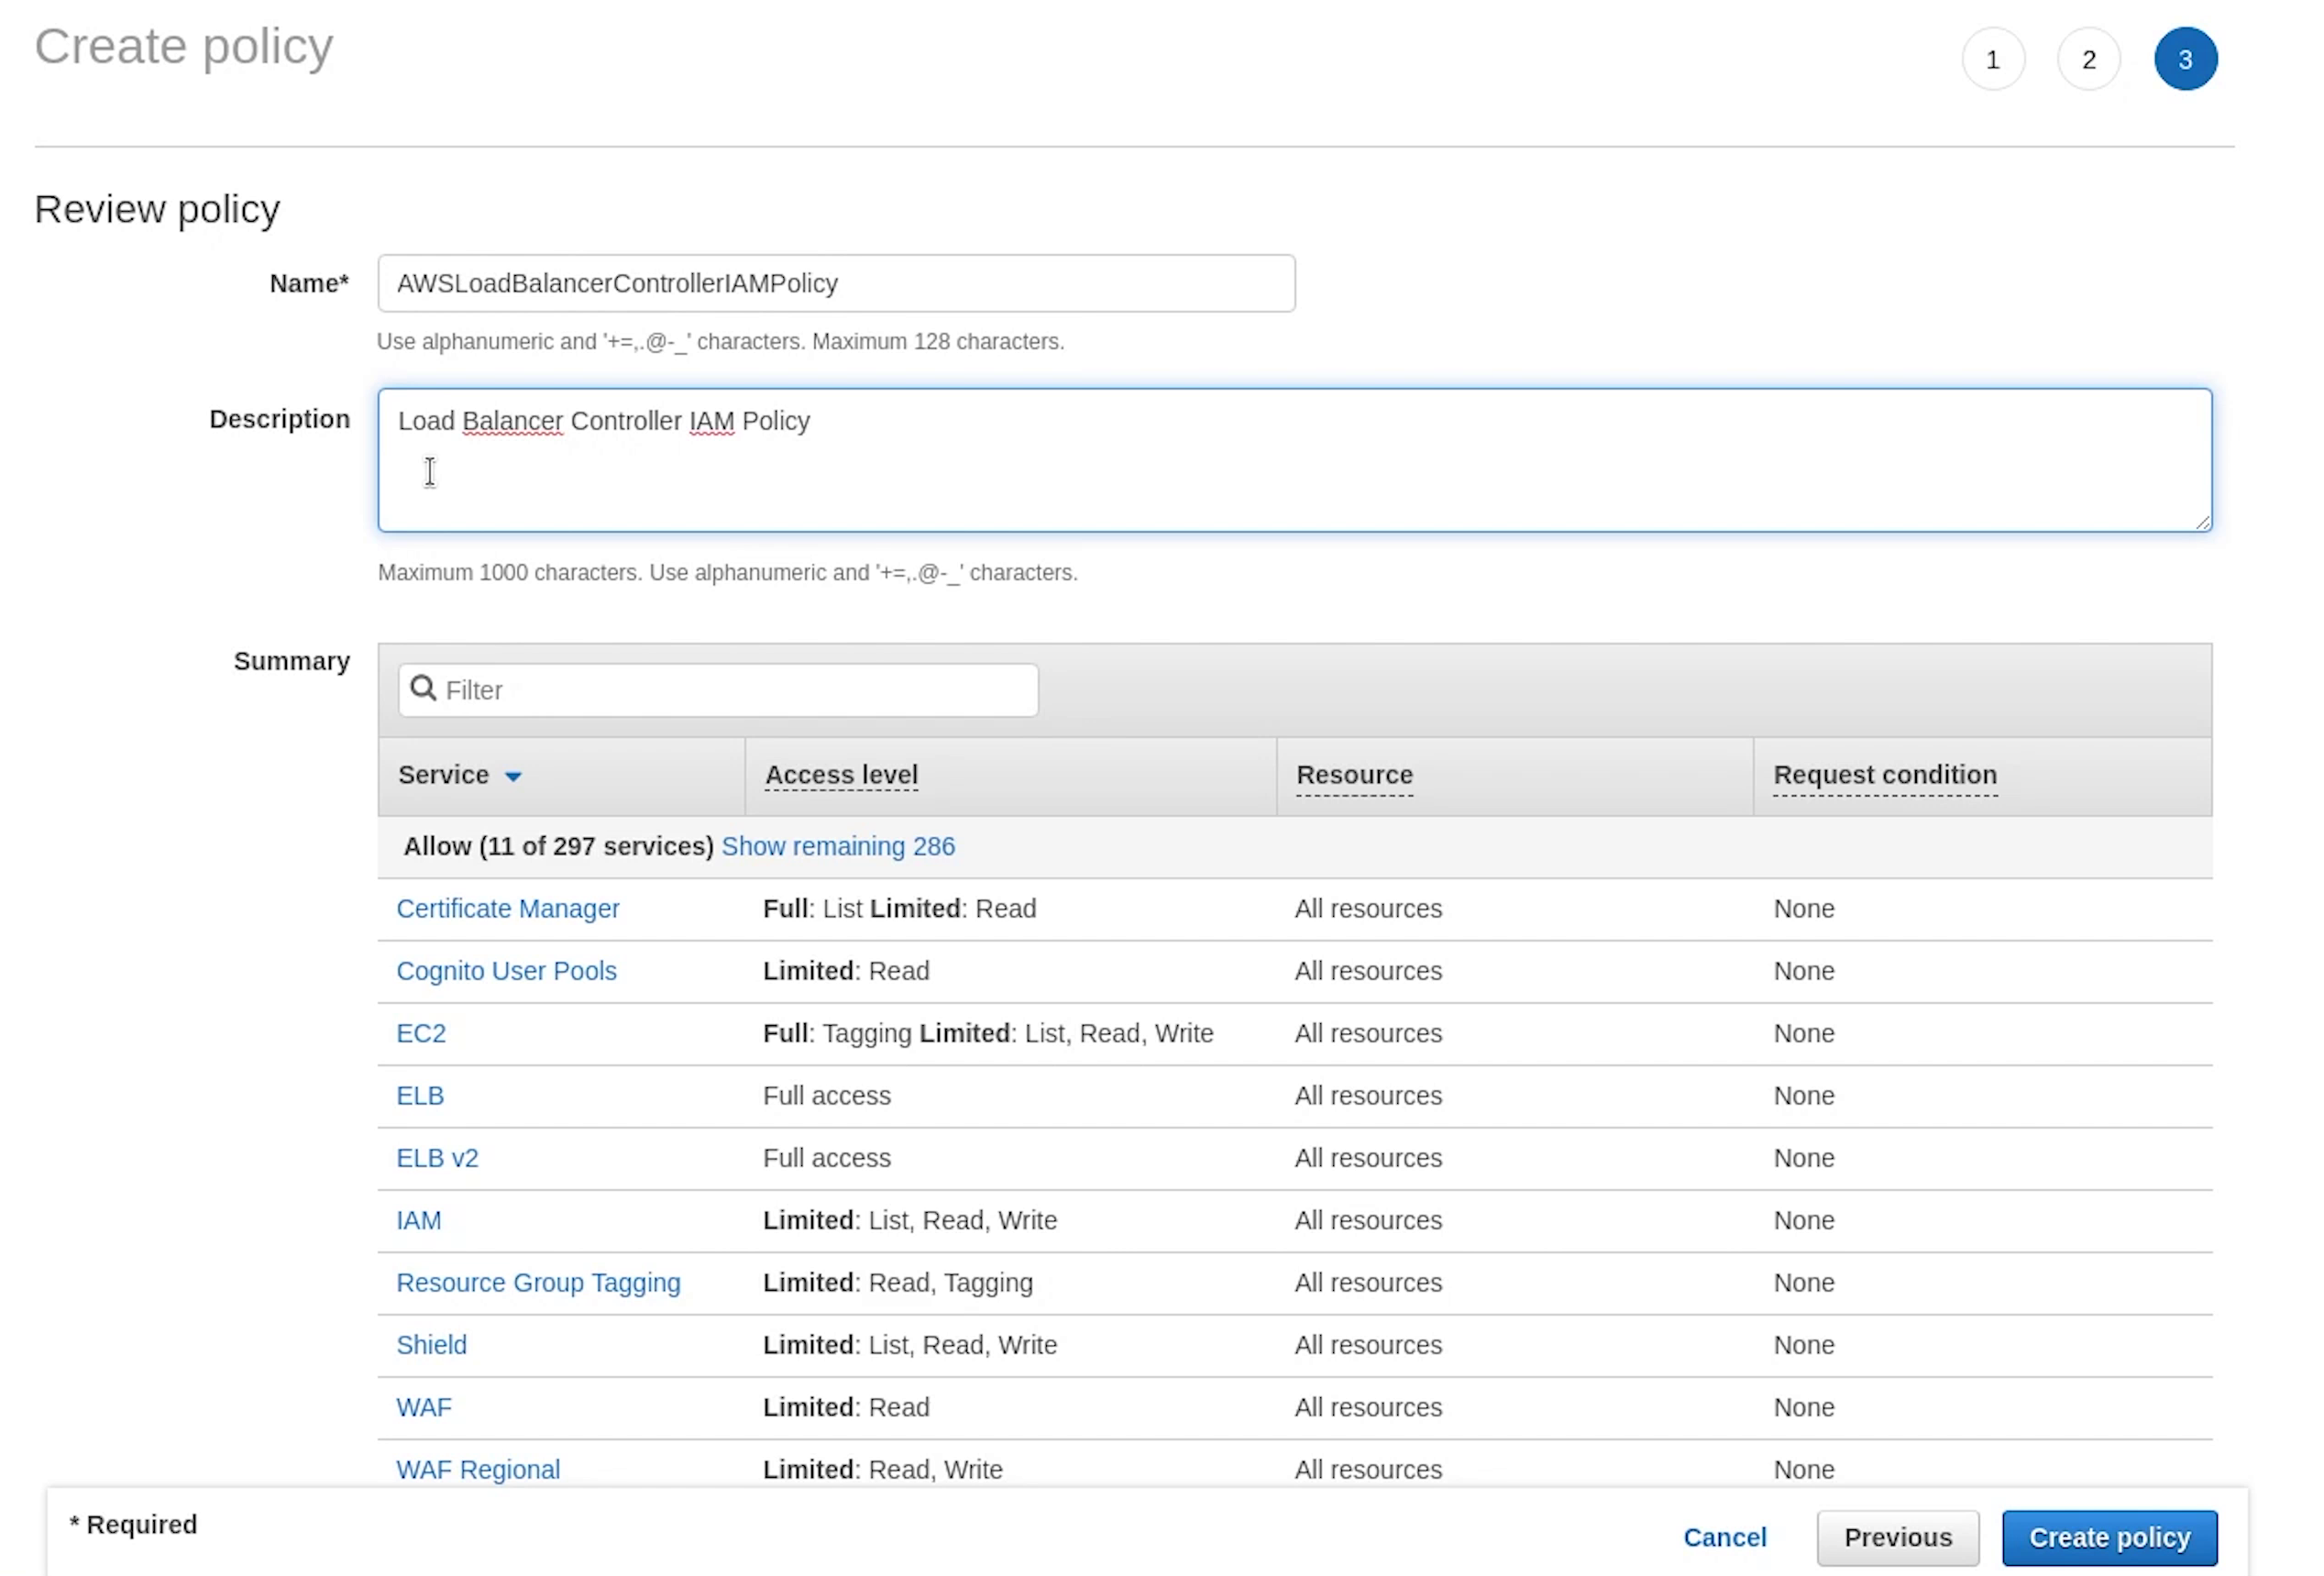 Create policy
1 2 3
Review policy
Name* AWSLoadBalancerControllerIAMPolicy
Use alphanumeric and '+=,.@-_' characters. Maximum 128 characters.
Description Load Balancer Controller IAM Policy
Maximum 1000 characters. Use alphanumeric and '+=,.@-_' characters.
Summary Filter
Service Access level Resource Request condition
Allow (11 of 297 services) Show remaining 286
Certificate Manager Full: List Limited: Read All resources None
Cognito User Pools Limited: Read All resources None
EC2 Full: Tagging Limited: List, Read, Write All resources None
ELB Full access All resources None
ELB v2 Full access All resources None
IAM Limited: List, Read, Write All resources None
Resource Group Tagging Limited: Read, Tagging All resources None
Shield Limited: List, Read, Write All resources None
WAF Limited: Read All resources None
WAF Regional Limited: Read, Write All resources None
* Required Cancel Previous Create policy